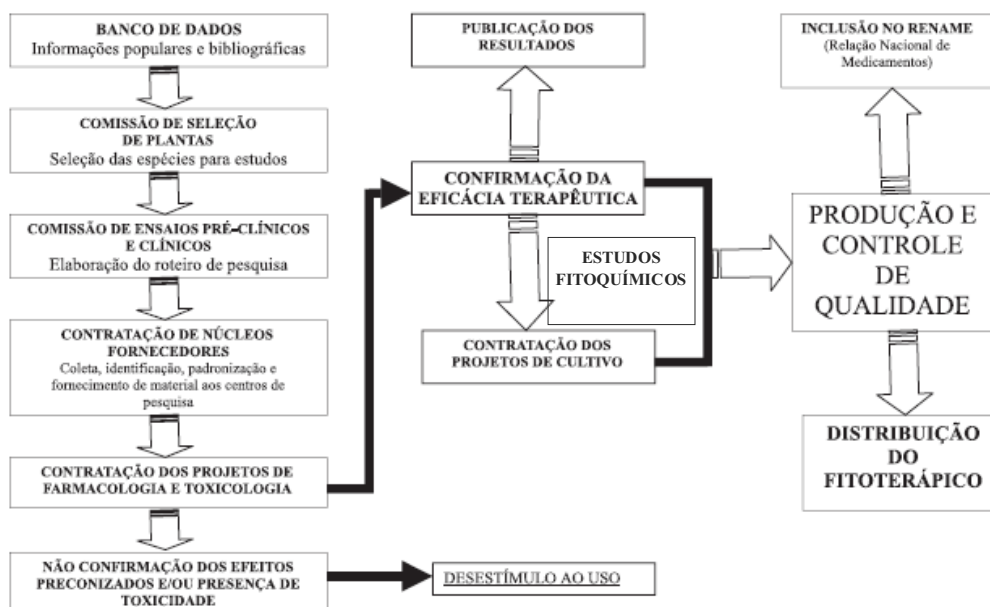 BANCO DE DADOS
Informações populares e bibliográficas
COMISSÃO DE SELEÇÃO
DE PLANTAS
Seleção das espécies para estudos
COMISSÃO DE ENSAIOS PRÉ-CLÍNICOS
E CLÍNICOS
Elaboração do roteiro de pesquisa
CONTRATAÇÃO DE NÚCLEOS
FORNECEDORES
Coleta, identificação, padronização e
fornecimento de material aos centros de
pesquisa
CONTRATAÇÃO DOS PROJETOS DE
FARMACOLOGIA E TOXICOLOGIA
NÃO CONFIRMAÇÃO DOS EFEITOS
PRECONIZADOS E/OU PRESENÇA DE
TOXICIDADE
PUBLICAÇÃO DOS
RESULTADOS
CONFIRMAÇÃO DA
EFICÁCIA TERAPÊUTICA
ESTUDOS
FITOQUÍMICOS
CONTRATAÇÃO DOS
PROJETOS DE CULTIVO
DESESTÍMULO AO USO
INCLUSÃO NO RENAME
(Relação Nacional de
Medicamentos)
PRODUÇÃO E
CONTROLE
DE
QUALIDADE
DISTRIBUIÇÃO
DO
FITOTERÁPICO